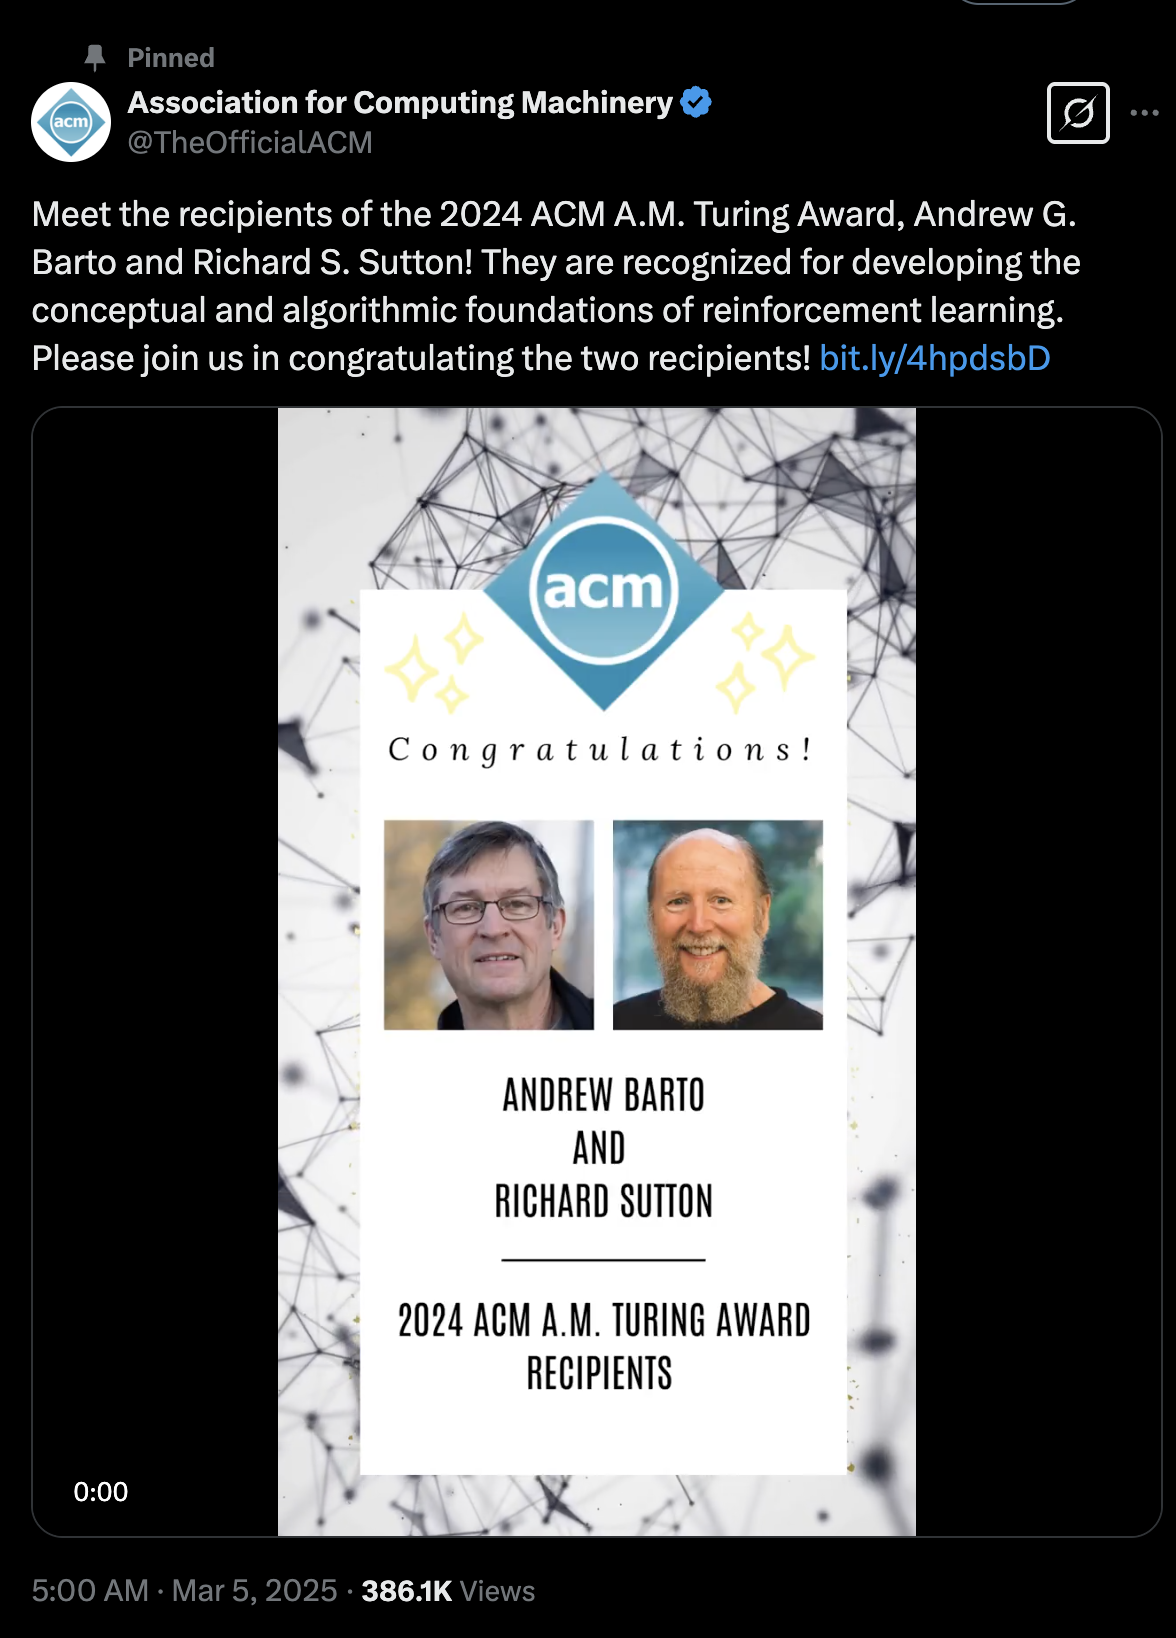 Pinned
Association for Computing Machinery
@TheOfficialACM
Meet the recipients of the 2024 ACM A.M. Turing Award, Andrew G.
Barto and Richard S. Sutton! They are recognized for developing the
conceptual and algorithmic foundations of reinforcement learning.
Please join us in congratulating the two recipients! bit.ly/4hpdsbD
acm
Congratulations!
ANDREW BARTO
AND
RICHARD SUTTON
2024 ACM A.M. TURING AWARD
RECIPIENTS
0:00
5:00 AM · Mar 5, 2025 · 386.1K Views